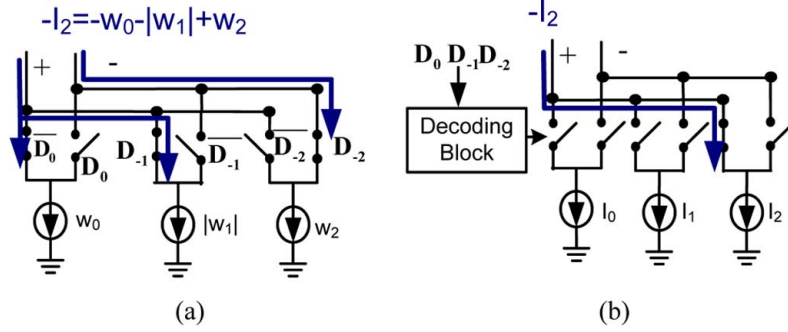 -I₂=-w₀-|w₁|+w₂
+ -
D̅₀ D₀ D₋₁ D̅₋₁ D̅₋₂ D₋₂
w₀ |w₁| w₂
(a)
-I₂
D₀ D₋₁D₋₂
+ -
Decoding
Block
I₀ I₁ I₂
(b)